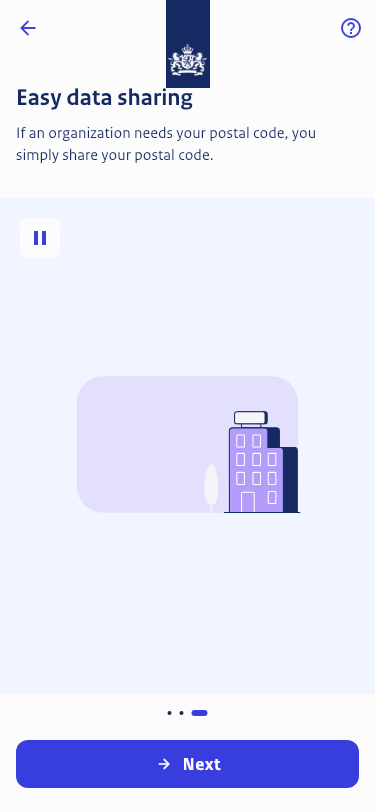 Easy data sharing
If an organization needs your postal code, you
simply share your postal code.
Next